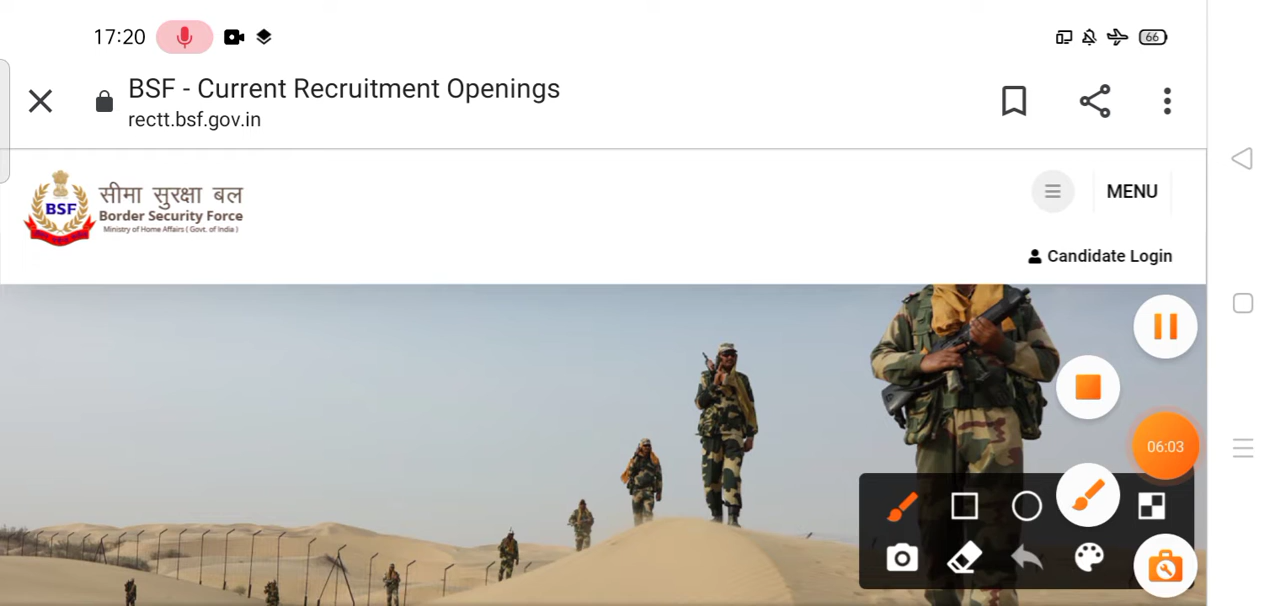 17:20
66
BSF - Current Recruitment Openings
rectt.bsf.gov.in
BSF
सीमा सुरक्षा बल
Border Security Force
Ministry of Home Affairs ( Govt. of India )
MENU
Candidate Login
06:03